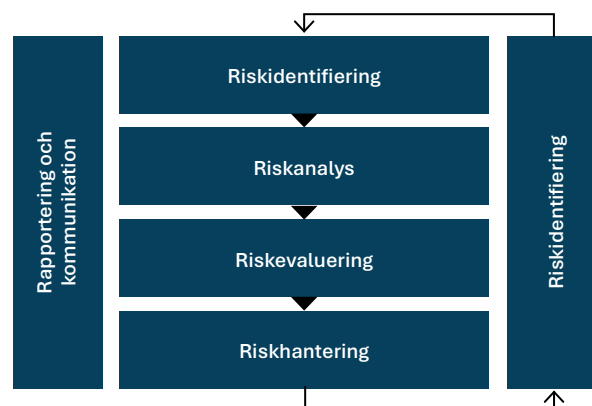 Rapportering och
kommunikation
Riskidentifiering
Riskanalys
Riskevaluering
Riskhantering
Riskidentifiering